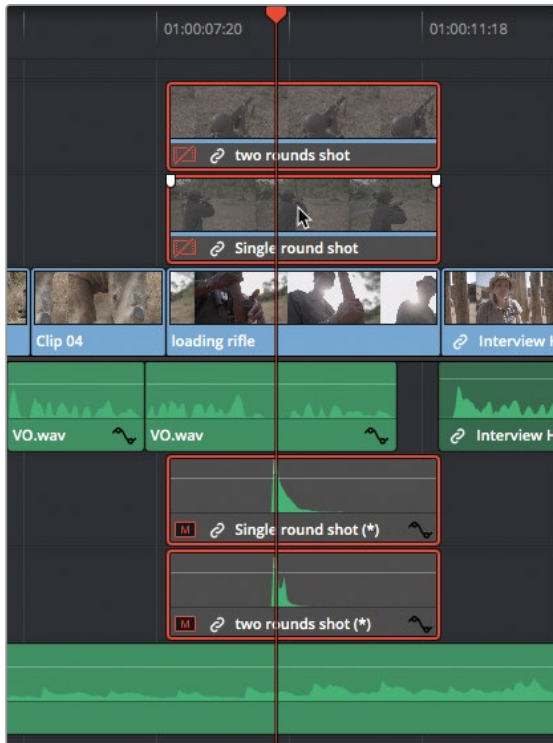 01:00:07:20 01:00:11:18
two rounds shot
Single round shot
Clip 04 loading rifle Interview H
VO.wav VO.wav Interview H
M Single round shot (*)
M two rounds shot (*)